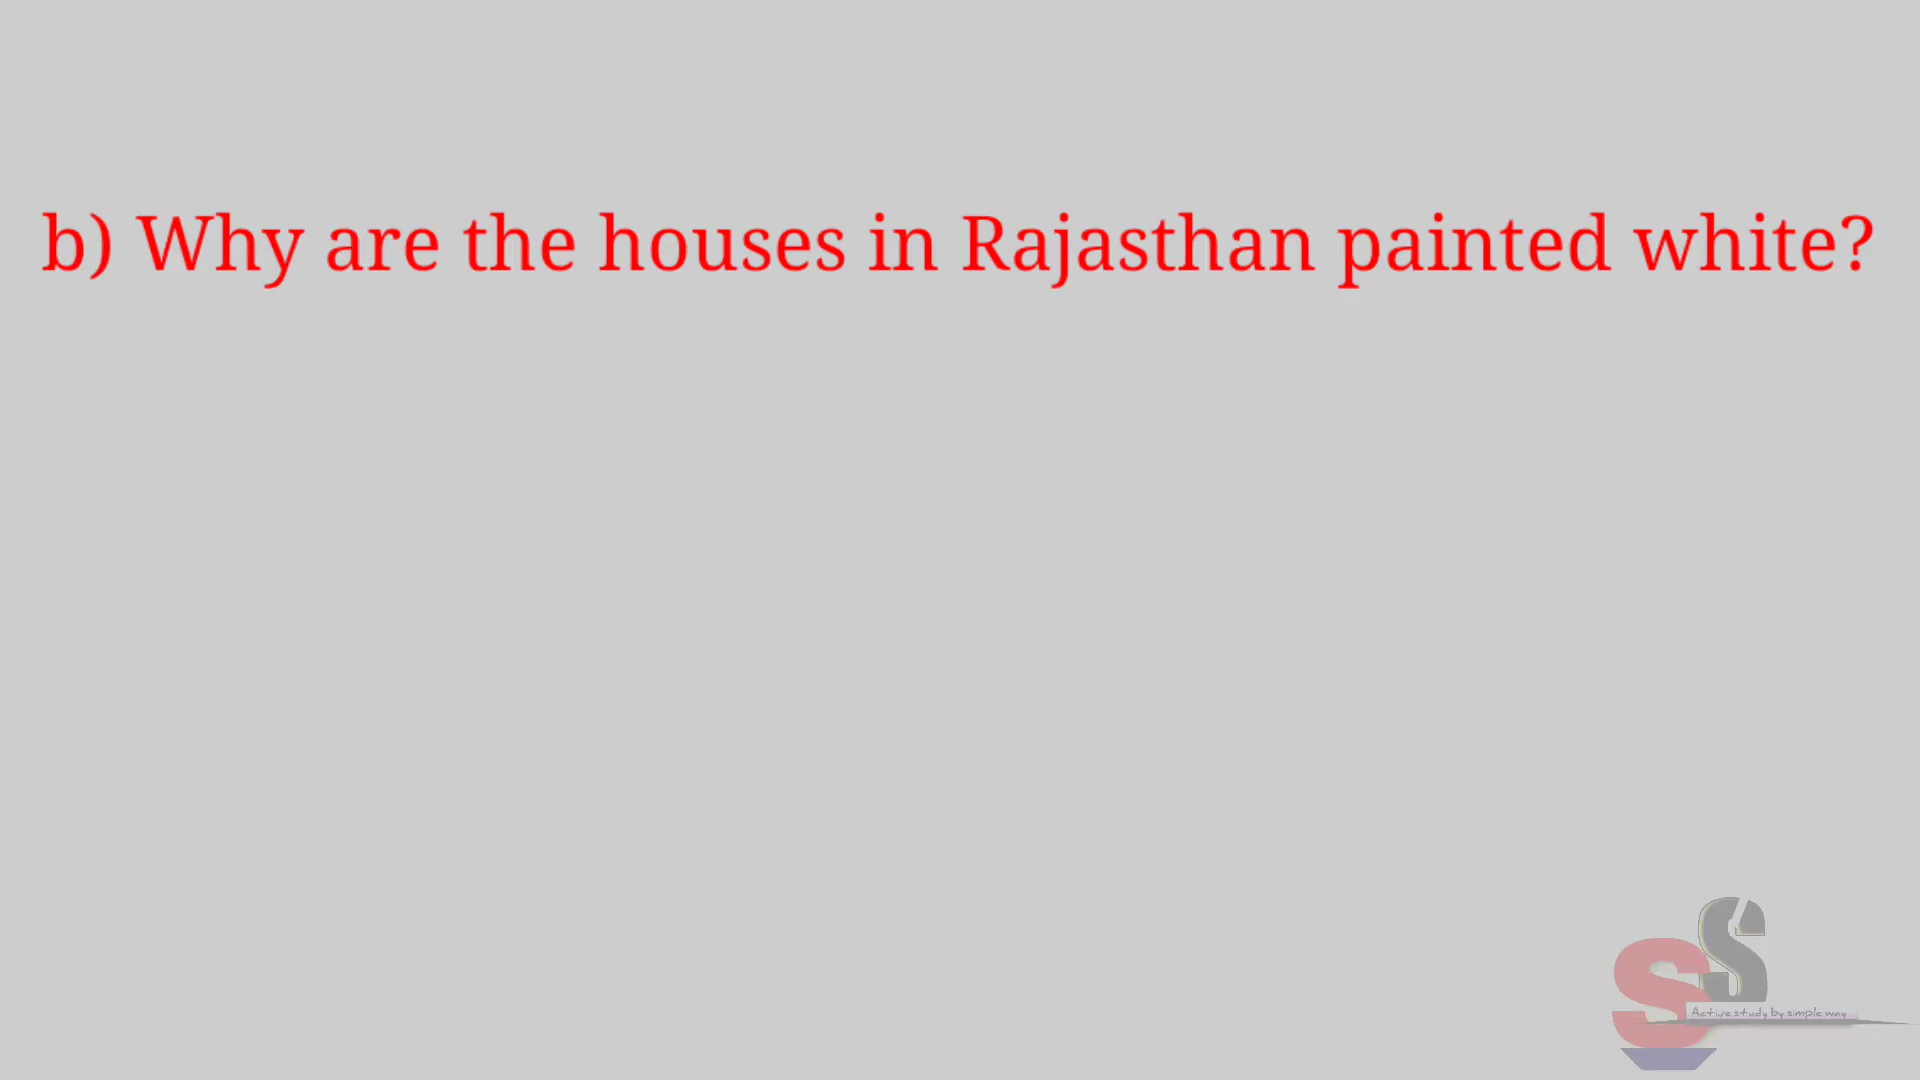 b) Why are the houses in Rajasthan painted white?
Active study by simple way